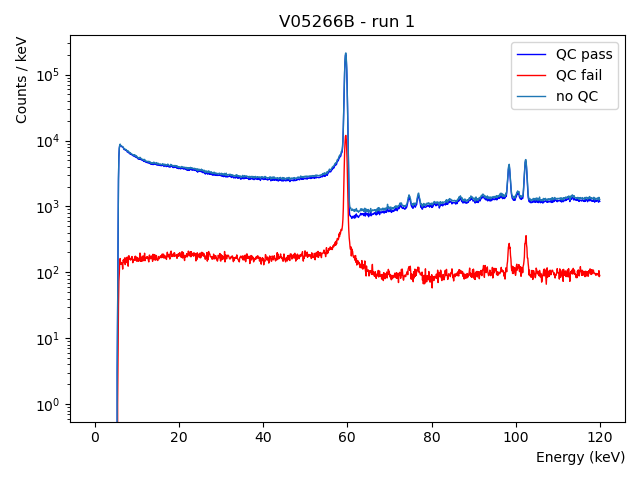 V05266B - run 1
Counts / keV
QC pass
QC fail
no QC
10⁵
10⁴
10³
10²
10¹
10⁰
0 20 40 60 80 100 120
Energy (keV)